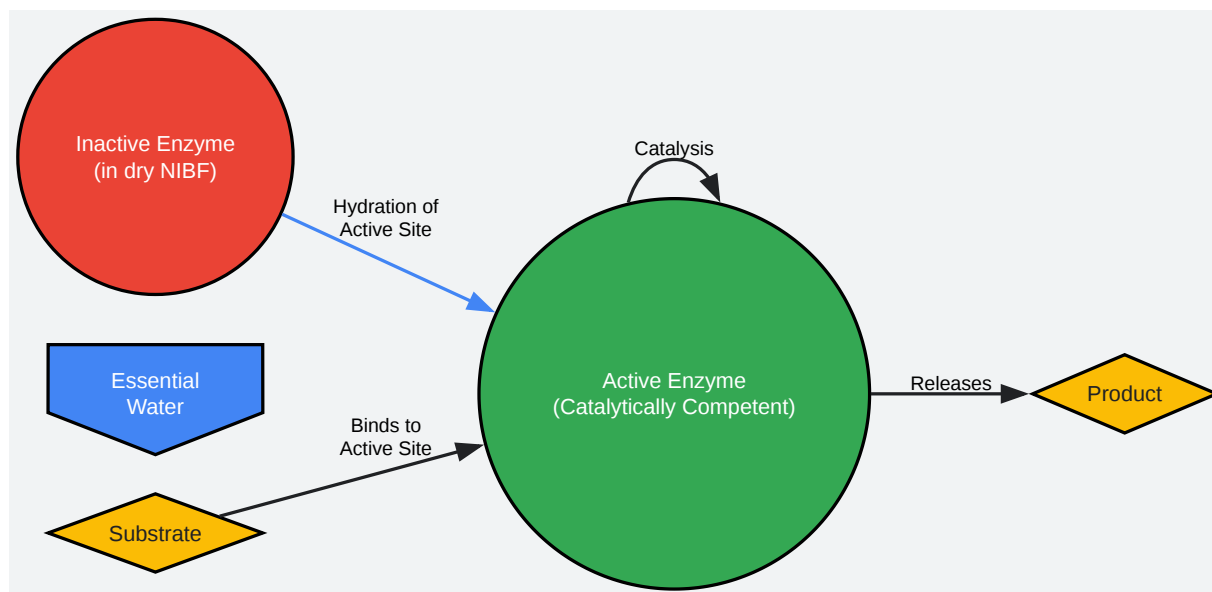 Inactive Enzyme
(in dry NIBF)
Hydration of
Active Site
Catalysis
Essential
Water
Binds to
Active Site
Substrate
Active Enzyme
(Catalytically Competent)
Releases
Product